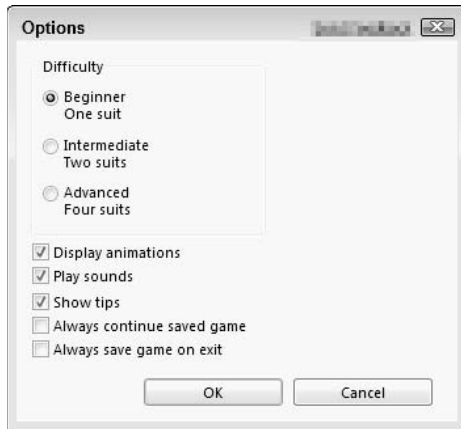 Options
Difficulty
Beginner
One suit
Intermediate
Two suits
Advanced
Four suits
Display animations
Play sounds
Show tips
Always continue saved game
Always save game on exit
OK
Cancel